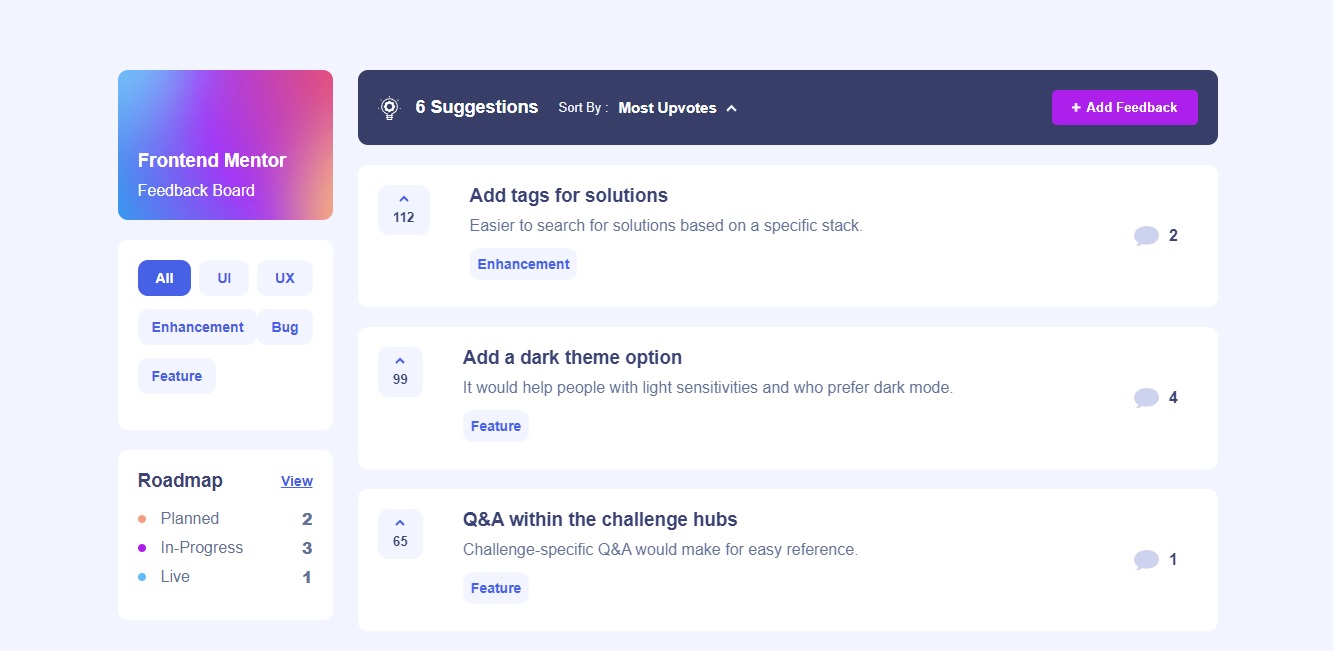 Frontend Mentor
Feedback Board
All UI UX
Enhancement Bug
Feature
Roadmap View
Planned 2
In-Progress 3
Live 1
6 Suggestions Sort By : Most Upvotes + Add Feedback
112
Add tags for solutions
Easier to search for solutions based on a specific stack.
Enhancement
2
99
Add a dark theme option
It would help people with light sensitivities and who prefer dark mode.
Feature
4
65
Q&A within the challenge hubs
Challenge-specific Q&A would make for easy reference.
Feature
1